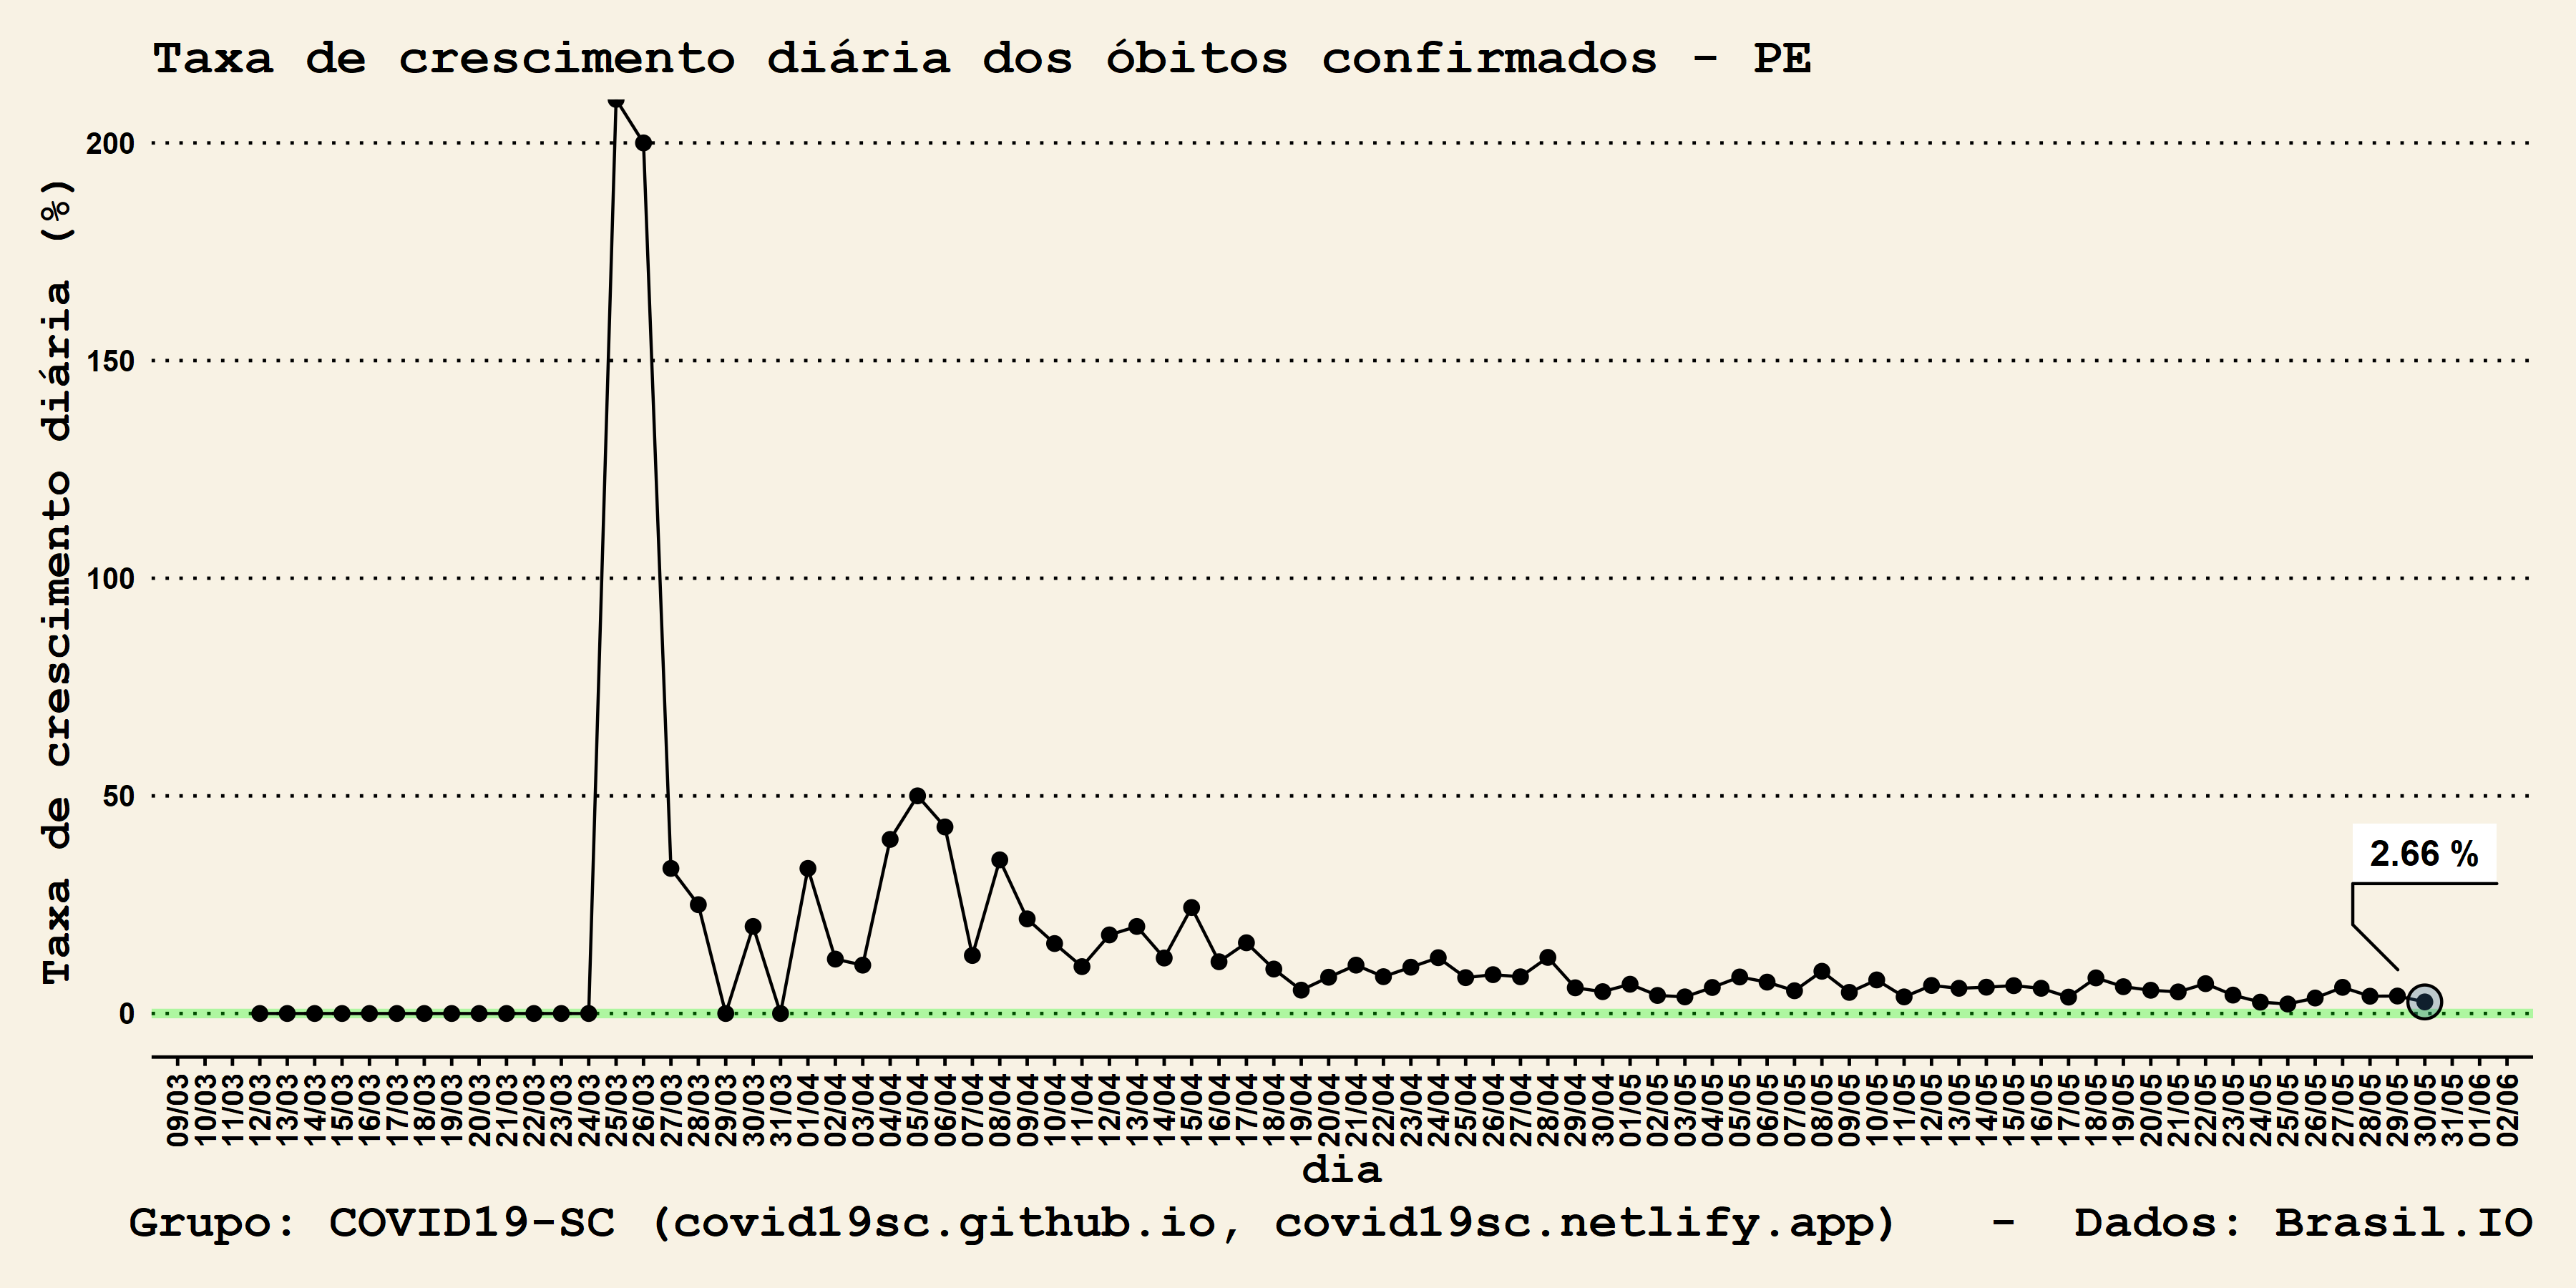 Taxa de crescimento diária dos óbitos confirmados - PE
Taxa de crescimento diária (%)
200
150
100
50
0
2.66 %
09/03 10/03 11/03 12/03 13/03 14/03 15/03 16/03 17/03 18/03 19/03 20/03 21/03 22/03 23/03 24/03 25/03 26/03 27/03 28/03 29/03 30/03 31/03 01/04 02/04 03/04 04/04 05/04 06/04 07/04 08/04 09/04 10/04 11/04 12/04 13/04 14/04 15/04 16/04 17/04 18/04 19/04 20/04 21/04 22/04 23/04 24/04 25/04 26/04 27/04 28/04 29/04 30/04 01/05 02/05 03/05 04/05 05/05 06/05 07/05 08/05 09/05 10/05 11/05 12/05 13/05 14/05 15/05 16/05 17/05 18/05 19/05 20/05 21/05 22/05 23/05 24/05 25/05 26/05 27/05 28/05 29/05 30/05 31/05 01/06 02/06
dia
Grupo: COVID19-SC (covid19sc.github.io, covid19sc.netlify.app) - Dados: Brasil.IO